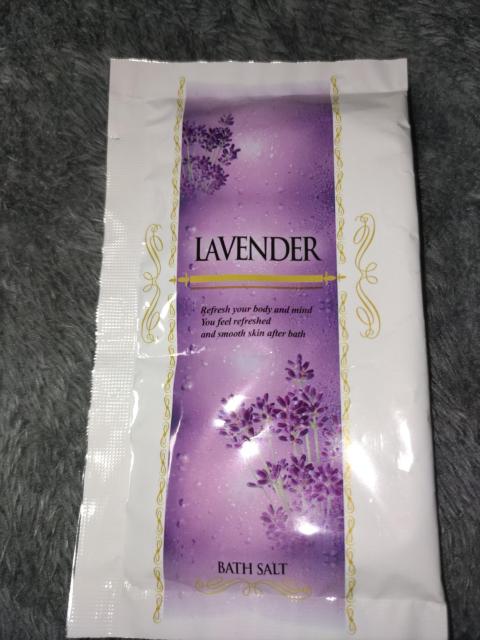 LAVENDER
Refresh your body and mind
You feel refreshed
and smooth skin after bath
BATH SALT